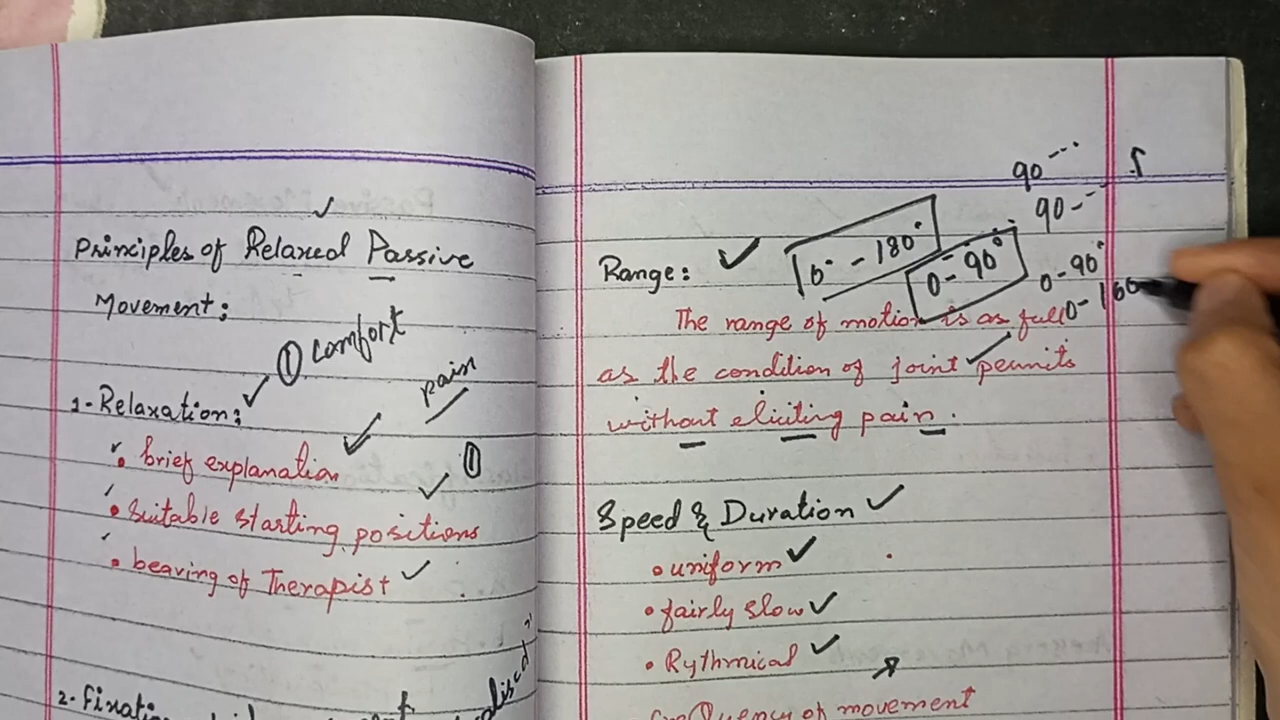 Principles of Relaxed Passive
Movement:
① comfort
pain
1-Relaxation:
• brief explanation
①
• Suitable starting positions
• bearing of Therapist
2-Fixation
90
90--
Range:
0° - 180°
0-90°
0-90°
0-180
The range of motion is as full
as the condition of joint permits
without eliciting pain.
Speed & Duration
• uniform
• fairly slow
• Rythmical
of movement